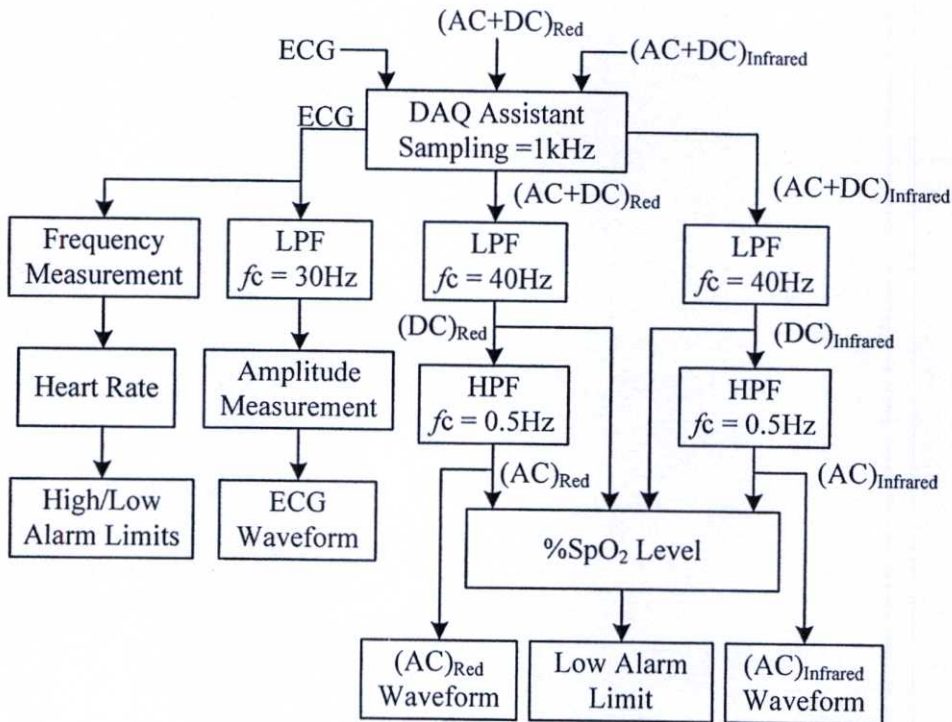 (AC+DC)Red
ECG
(AC+DC)Infrared
ECG
DAQ Assistant
Sampling =1kHz
(AC+DC)Red
(AC+DC)Infrared
Frequency
Measurement
LPF
fc = 30Hz
LPF
fc = 40Hz
LPF
fc = 40Hz
(DC)Red
(DC)Infrared
Heart Rate
Amplitude
Measurement
HPF
fc = 0.5Hz
HPF
fc = 0.5Hz
(AC)Red
(AC)Infrared
High/Low
Alarm Limits
ECG
Waveform
%SpO₂ Level
(AC)Red
Waveform
Low Alarm
Limit
(AC)Infrared
Waveform